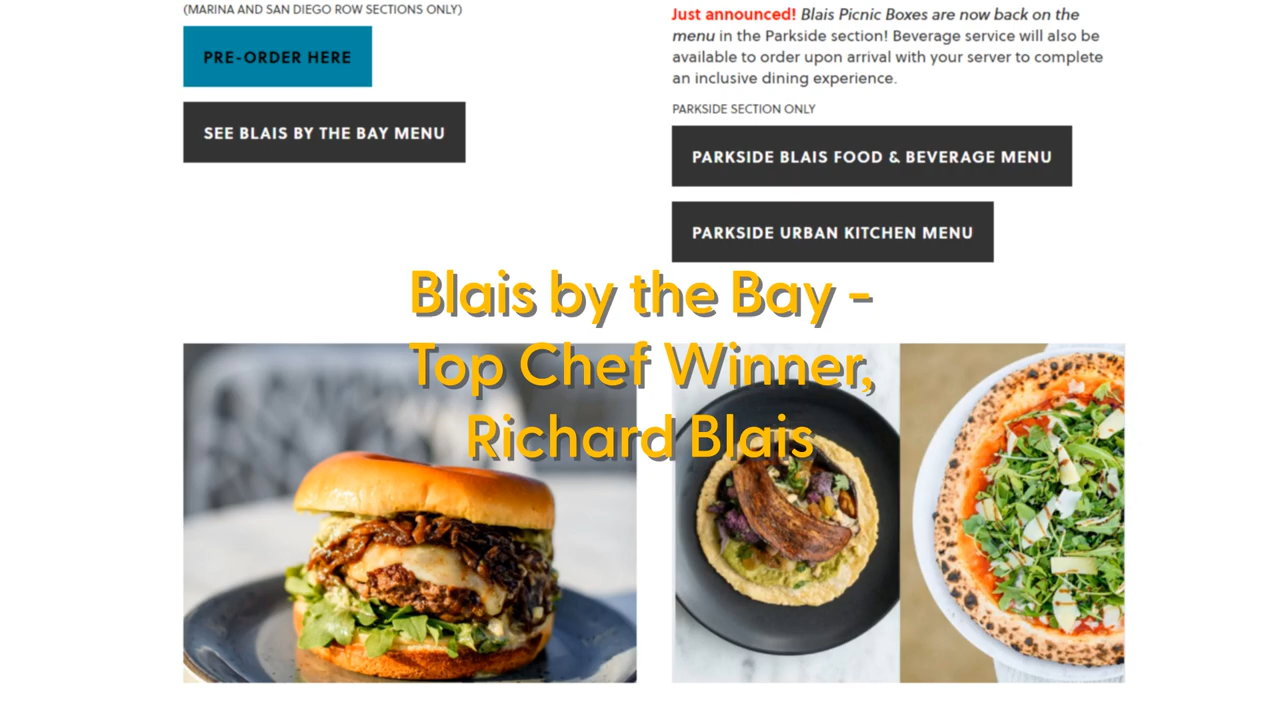 (MARINA AND SAN DIEGO ROW SECTIONS ONLY)
PRE-ORDER HERE
SEE BLAIS BY THE BAY MENU
Just announced! Blais Picnic Boxes are now back on the
menu in the Parkside section! Beverage service will also be
available to order upon arrival with your server to complete
an inclusive dining experience.
PARKSIDE SECTION ONLY
PARKSIDE BLAIS FOOD & BEVERAGE MENU
PARKSIDE URBAN KITCHEN MENU
Blais by the Bay -
Top Chef Winner,
Richard Blais